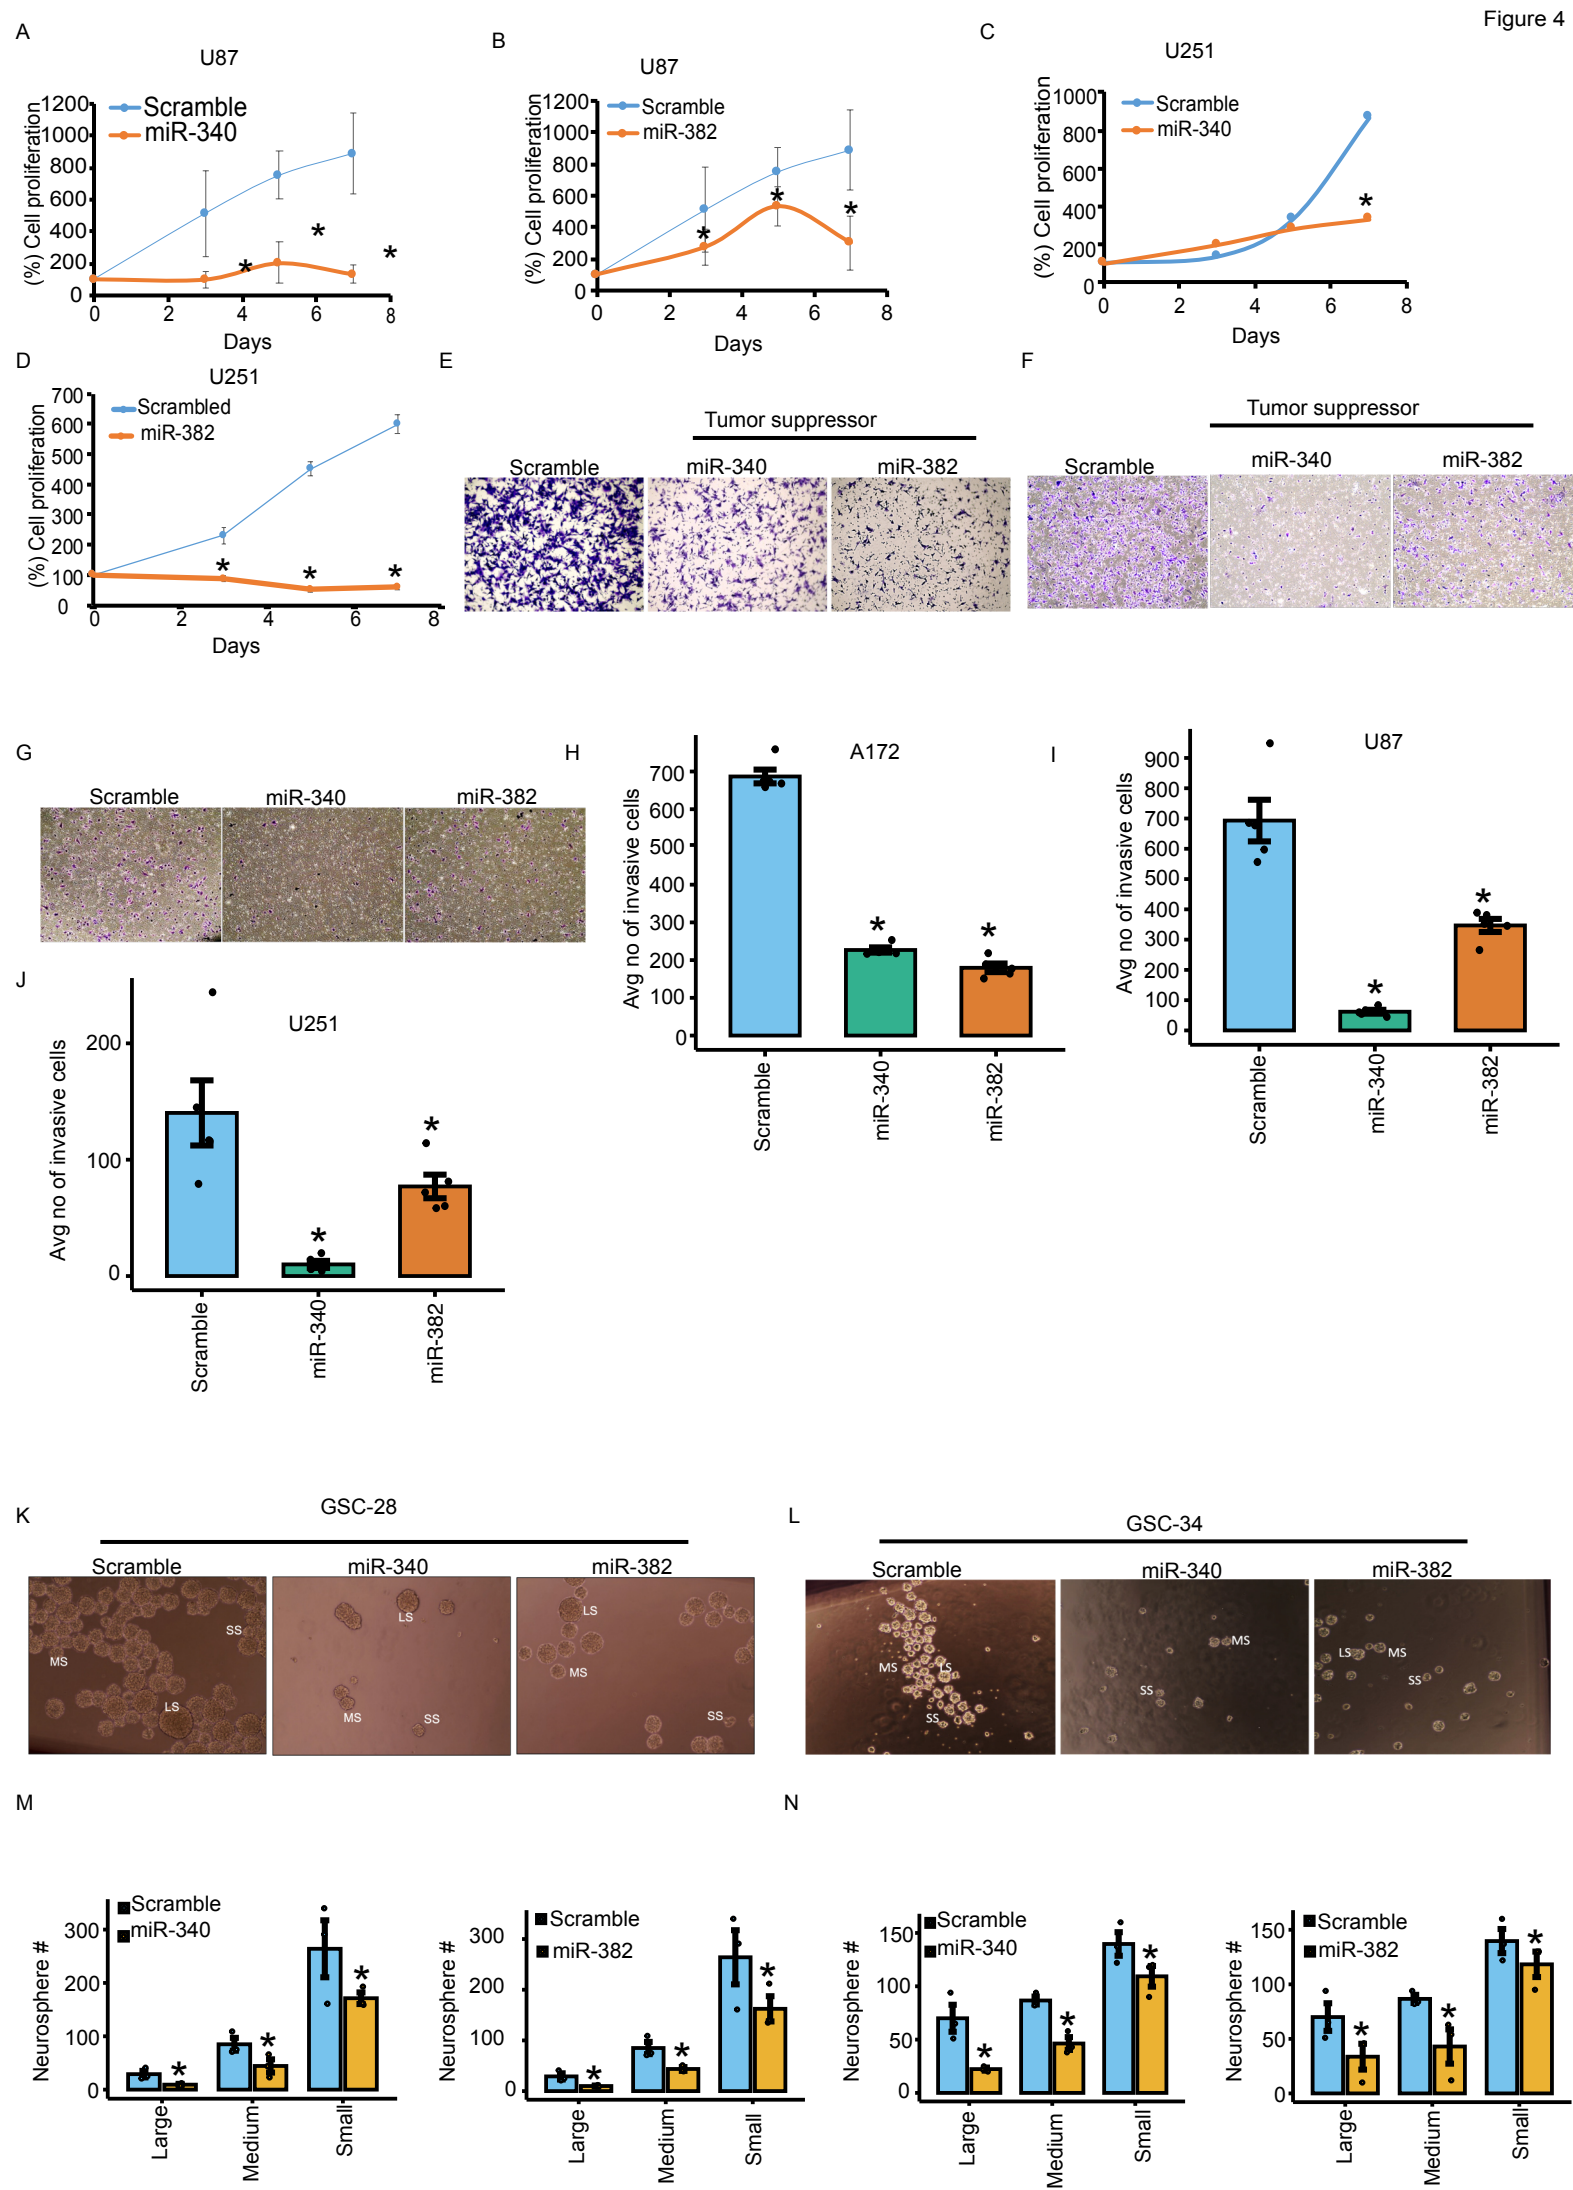 Figure 4
A
U87
1200
1000
800
600
400
200
0
(%) Cell proliferation
Scramble
miR-340
*
*
*
0 2 4 6 8
Days
B
U87
1200
1000
800
600
400
200
0
(%) Cell proliferation
Scramble
miR-382
*
*
*
0 2 4 6 8
Days
C
U251
1000
800
600
400
200
0
(%) Cell proliferation
Scramble
miR-340
*
0 2 4 6 8
Days
D
U251
700
600
500
400
300
200
100
0
(%) Cell proliferation
Scrambled
miR-382
* * *
0 2 4 6 8
Days
E
Tumor suppressor
Scramble miR-340 miR-382
F
Tumor suppressor
Scramble miR-340 miR-382
G
Scramble miR-340 miR-382
H
A172
700
600
500
400
300
200
100
0
Avg no of invasive cells
* *
Scramble miR-340 miR-382
I
U87
900
800
700
600
500
400
300
200
100
0
Avg no of invasive cells
* *
Scramble miR-340 miR-382
J
U251
200
100
0
Avg no of invasive cells
* *
Scramble miR-340 miR-382
K
GSC-28
Scramble miR-340 miR-382
MS SS LS
LS MS SS
LS MS SS
L
GSC-34
Scramble miR-340 miR-382
MS LS SS
MS SS
LS MS SS
M
Scramble
miR-340
300
200
100
0
Neurosphere #
* * *
Large Medium Small
Scramble
miR-382
300
200
100
0
Neurosphere #
* * *
Large Medium Small
N
Scramble
miR-340
150
100
50
0
Neurosphere #
* * *
Large Medium Small
Scramble
miR-382
150
100
50
0
Neurosphere #
* * *
Large Medium Small